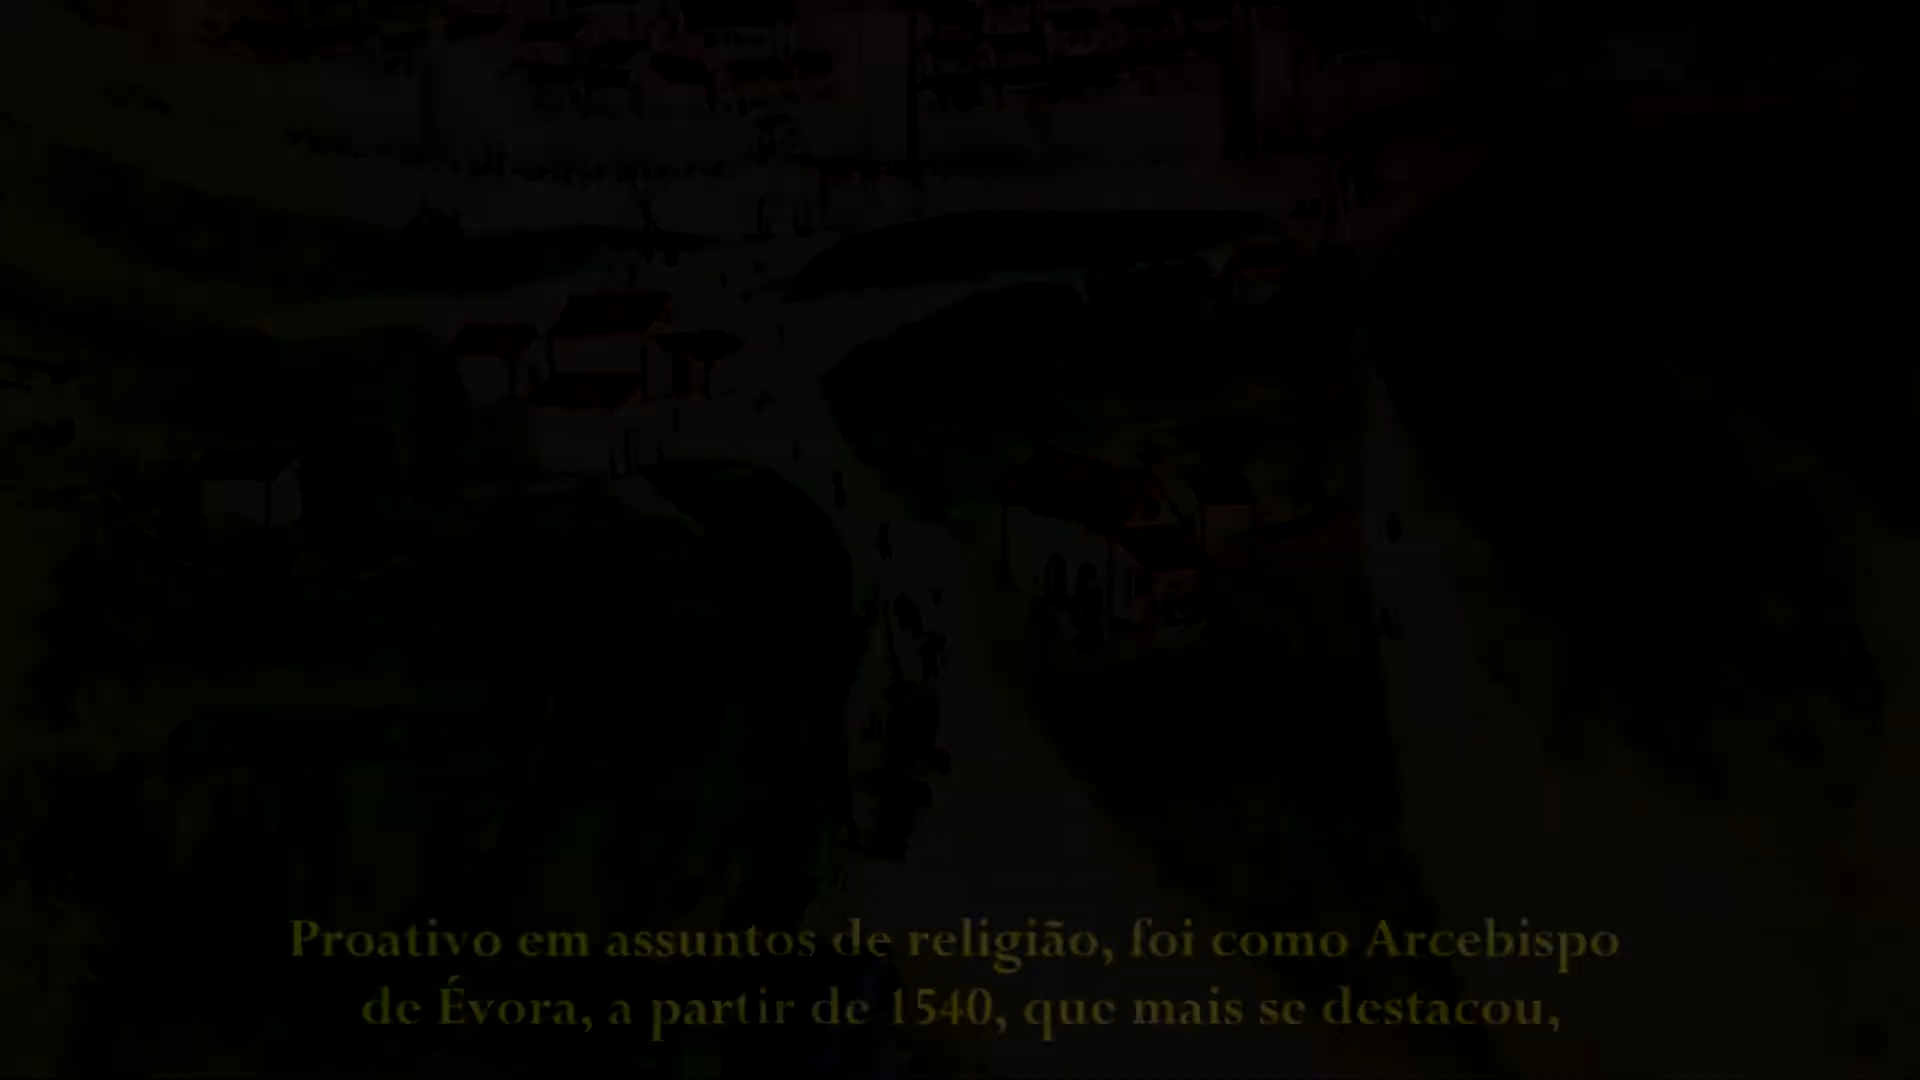 Proativo em assuntos de religião, foi como Arcebispo
de Évora, a partir de 1540, que mais se destacou,